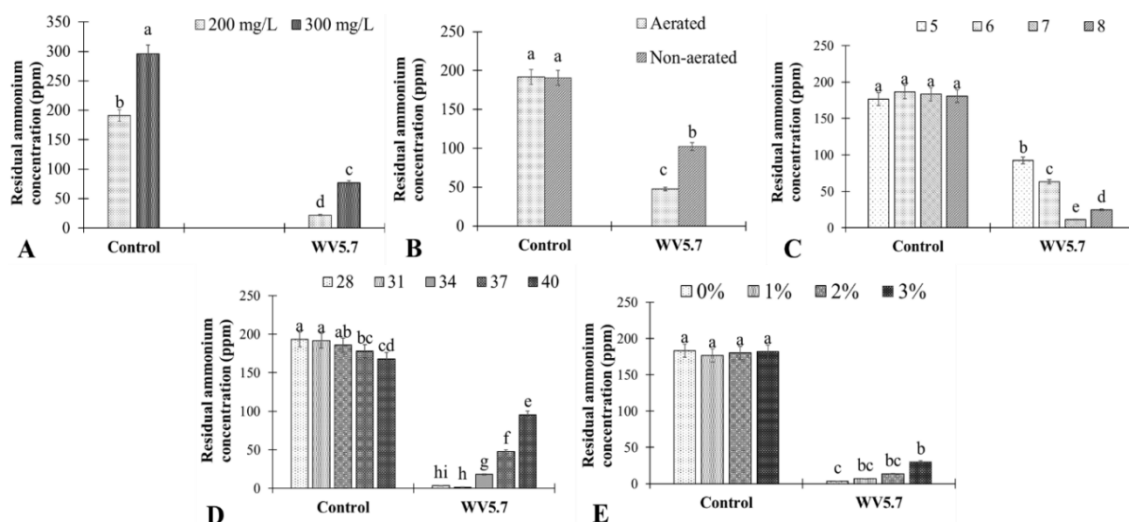 200 mg/L 300 mg/L
Residual ammonium
concentration (ppm)
350
300
250
200
150
100
50
0
b a d c
Control WV5.7
A
Aerated
Non-aerated
Residual ammonium
concentration (ppm)
250
200
150
100
50
0
a a c b
Control WV5.7
B
5 6 7 8
Residual ammonium
concentration (ppm)
250
200
150
100
50
0
a a a a b c e d
Control WV5.7
C
28 31 34 37 40
Residual ammonium
concentration (ppm)
250
200
150
100
50
0
a a ab bc cd hi h g f e
Control WV5.7
D
0% 1% 2% 3%
Residual ammonium
concentration (ppm)
250
200
150
100
50
0
a a a a c bc bc b
Control WV5.7
E